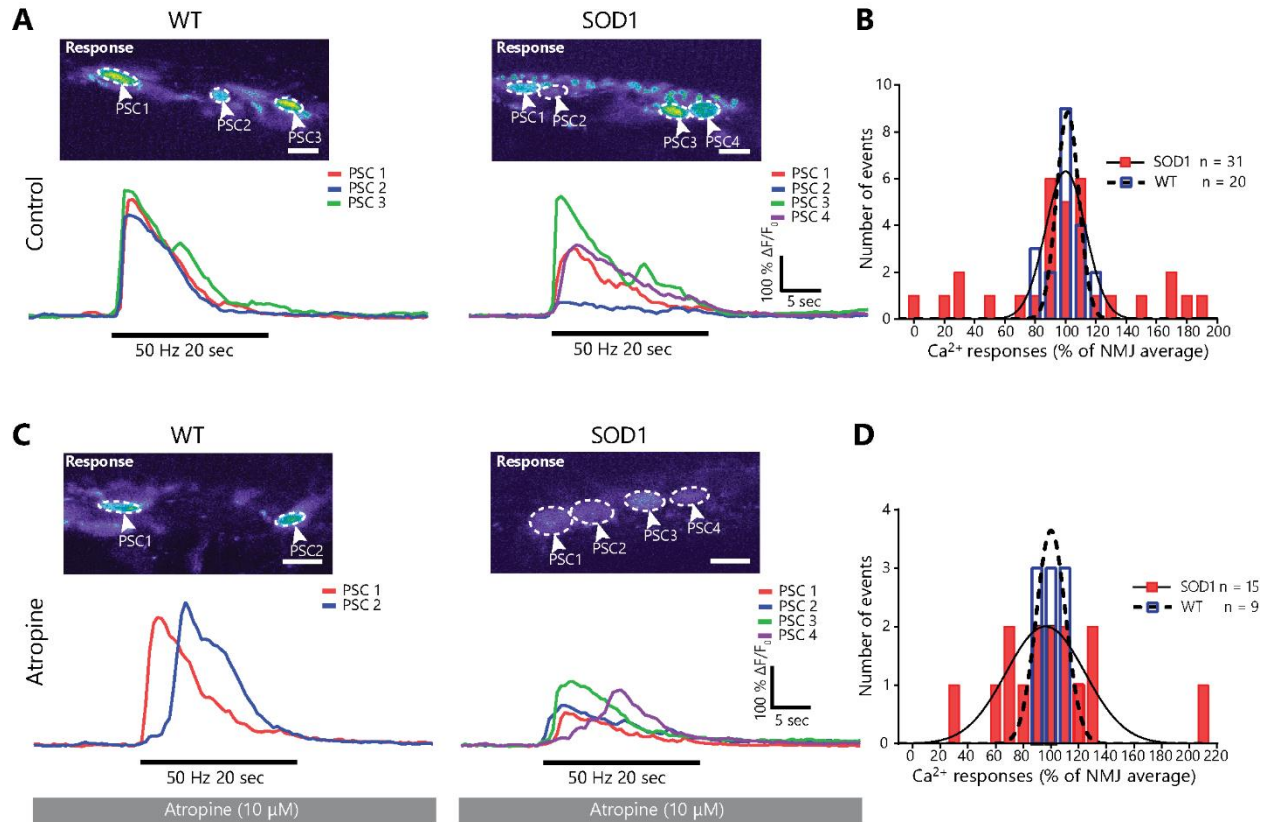 A
WT
Response
PSC1
PSC2
PSC3
PSC 1
PSC 2
PSC 3
Control
50 Hz 20 sec
SOD1
Response
PSC1
PSC2
PSC3
PSC4
PSC 1
PSC 2
PSC 3
PSC 4
100 % ΔF/F₀
5 sec
50 Hz 20 sec
B
Number of events
10
8
6
4
2
0
0 20 40 60 80 100 120 140 160 180 200
Ca²⁺ responses (% of NMJ average)
SOD1 n = 31
WT n = 20
C
WT
Response
PSC1
PSC2
PSC 1
PSC 2
Atropine
50 Hz 20 sec
Atropine (10 µM)
SOD1
Response
PSC1
PSC2
PSC3
PSC4
PSC 1
PSC 2
PSC 3
PSC 4
100 % ΔF/F₀
5 sec
50 Hz 20 sec
Atropine (10 µM)
D
Number of events
4
3
2
1
0
0 20 40 60 80 100 120 140 160 180 200 220
Ca²⁺ responses (% of NMJ average)
SOD1 n = 15
WT n = 9